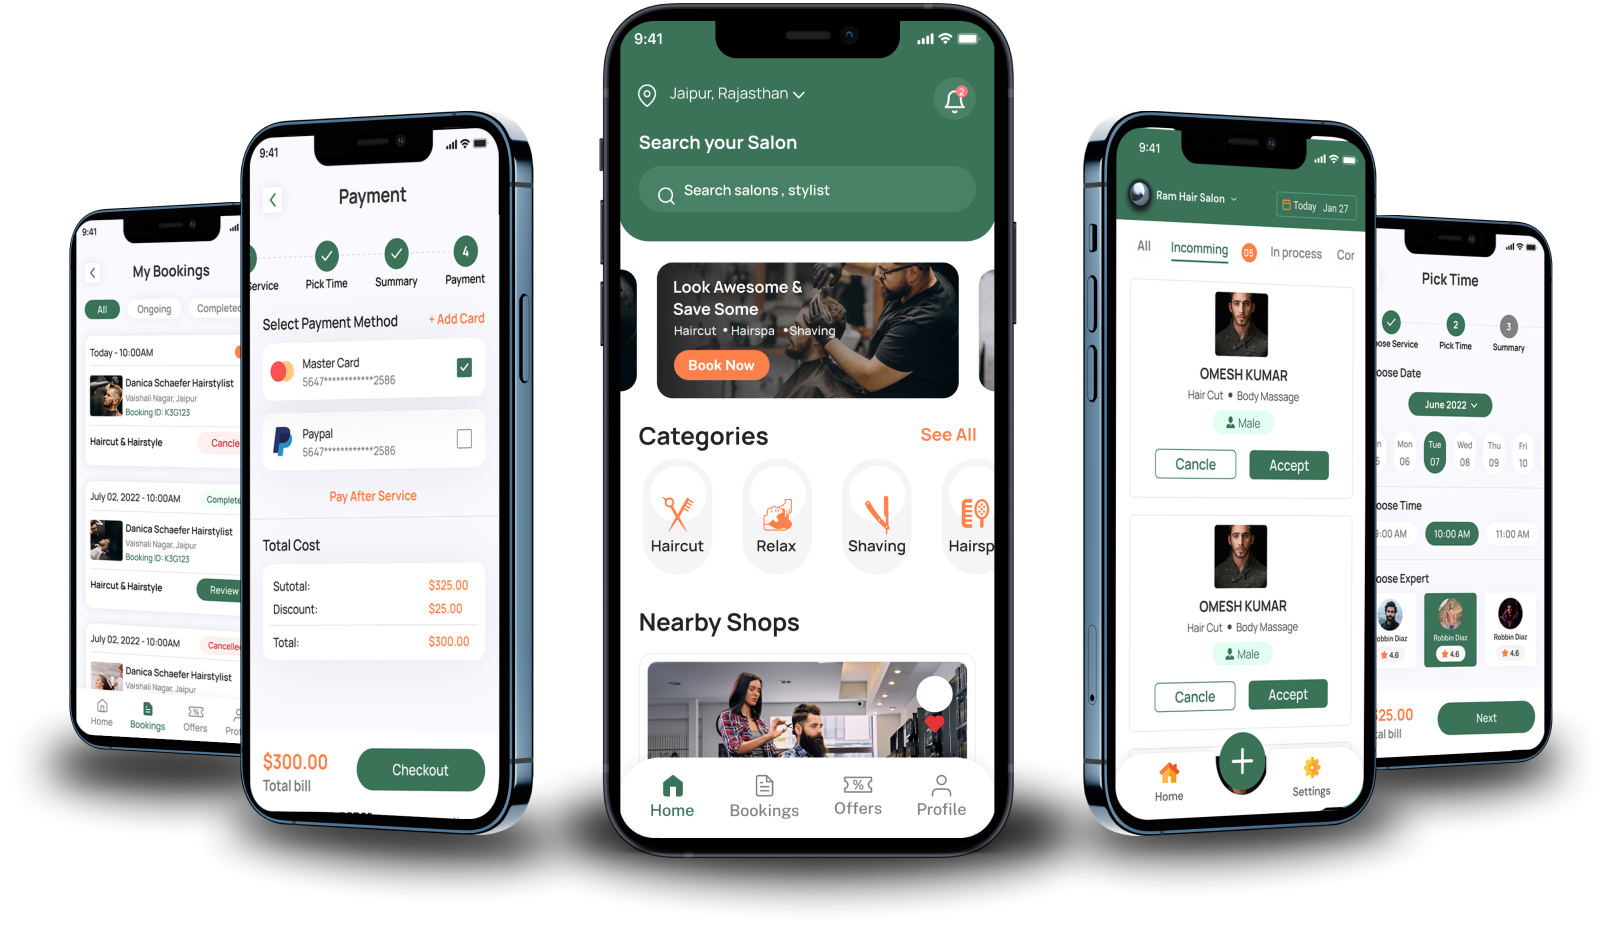 9:41
My Bookings
All
Ongoing
Completed
Today - 10:00AM
Danica Schaefer Hairstylist
Vaishali Nagar, Jaipur
Booking ID: K3G123
Haircut & Hairstyle
Cancle
July 02, 2022 - 10:00AM
Complete
Danica Schaefer Hairstylist
Vaishali Nagar, Jaipur
Booking ID: K3G123
Haircut & Hairstyle
Review
July 02, 2022 - 10:00AM
Cancelle
Danica Schaefer Hairstylist
Vaishali Nagar, Jaipur
Home
Bookings
Offers
Pro
9:41
Payment
4
ervice
Pick Time
Summary
Payment
Select Payment Method
+ Add Card
Master Card
5647************2586
Paypal
5647************2586
Pay After Service
Total Cost
Sutotal:
$325.00
Discount:
$25.00
Total:
$300.00
$300.00
Total bill
Checkout
9:41
Jaipur, Rajasthan
2
Search your Salon
Search salons , stylist
Look Awesome &
Save Some
Haircut • Hairspa • Shaving
Book Now
Categories
See All
Haircut
Relax
Shaving
Hairsp
Nearby Shops
%
Home
Bookings
Offers
Profile
9:41
Ram Hair Salon
Today Jan 27
All
Incomming
05
In process
Cor
OMESH KUMAR
Hair Cut • Body Massage
Male
Cancle
Accept
OMESH KUMAR
Hair Cut • Body Massage
Male
Cancle
Accept
+
Home
Settings
Pick Time
2
3
oose Service
Pick Time
Summary
oose Date
June 2022
n
Mon
Tue
Wed
Thu
Fri
5
06
07
08
09
10
oose Time
:00 AM
10:00 AM
11:00 AM
oose Expert
obbin Diaz
Robbin Diaz
Robbin Diaz
4.6
4.6
4.6
25.00
al bill
Next